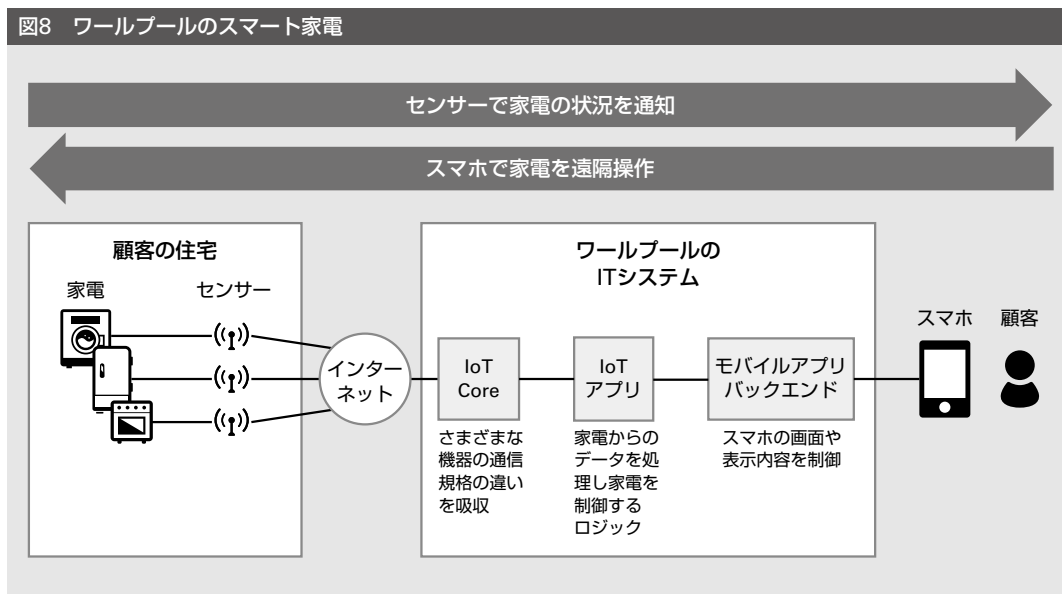 図8 ワールプールのスマート家電
センサーで家電の状況を通知
スマホで家電を遠隔操作
顧客の住宅
家電
センサー
インター
ネット
ワールプールの
ITシステム
IoT
Core
さまざまな
機器の通信
規格の違い
を吸収
IoT
アプリ
家電からの
データを処
理し家電を
制御する
ロジック
モバイルアプリ
バックエンド
スマホの画面や
表示内容を制御
スマホ
顧客